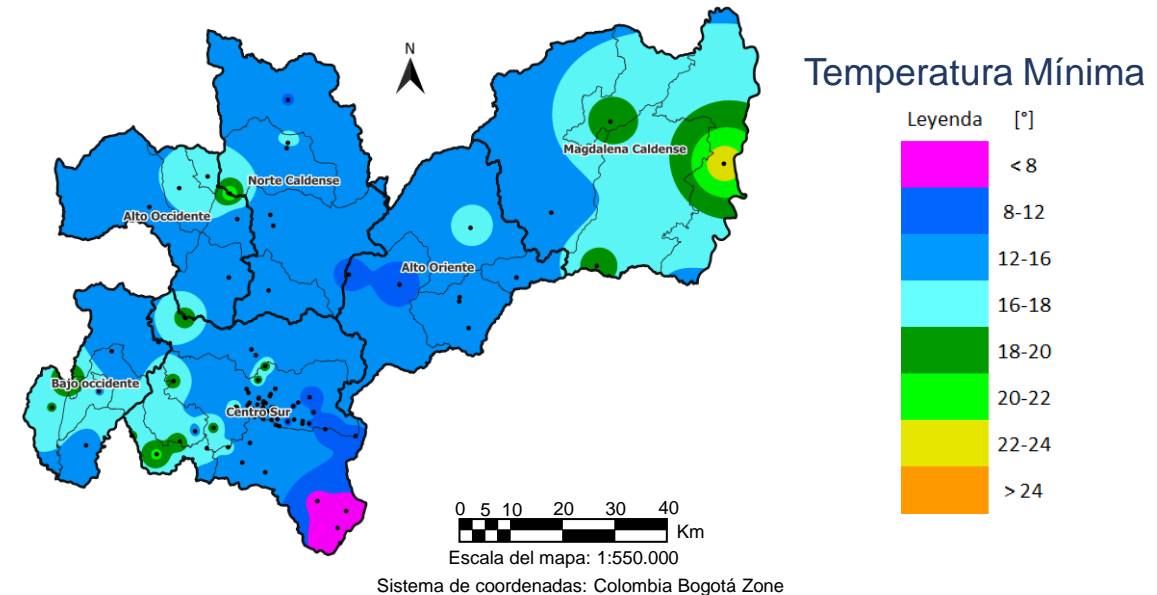 N
Temperatura Mínima
Leyenda [°]
< 8
8-12
12-16
16-18
18-20
20-22
22-24
> 24
Magdalena Caldense
Norte Caldense
Alto Occidente
Alto Oriente
Bajo occidente
Centro Sur
0 5 10 20 30 40
Km
Escala del mapa: 1:550.000
Sistema de coordenadas: Colombia Bogotá Zone